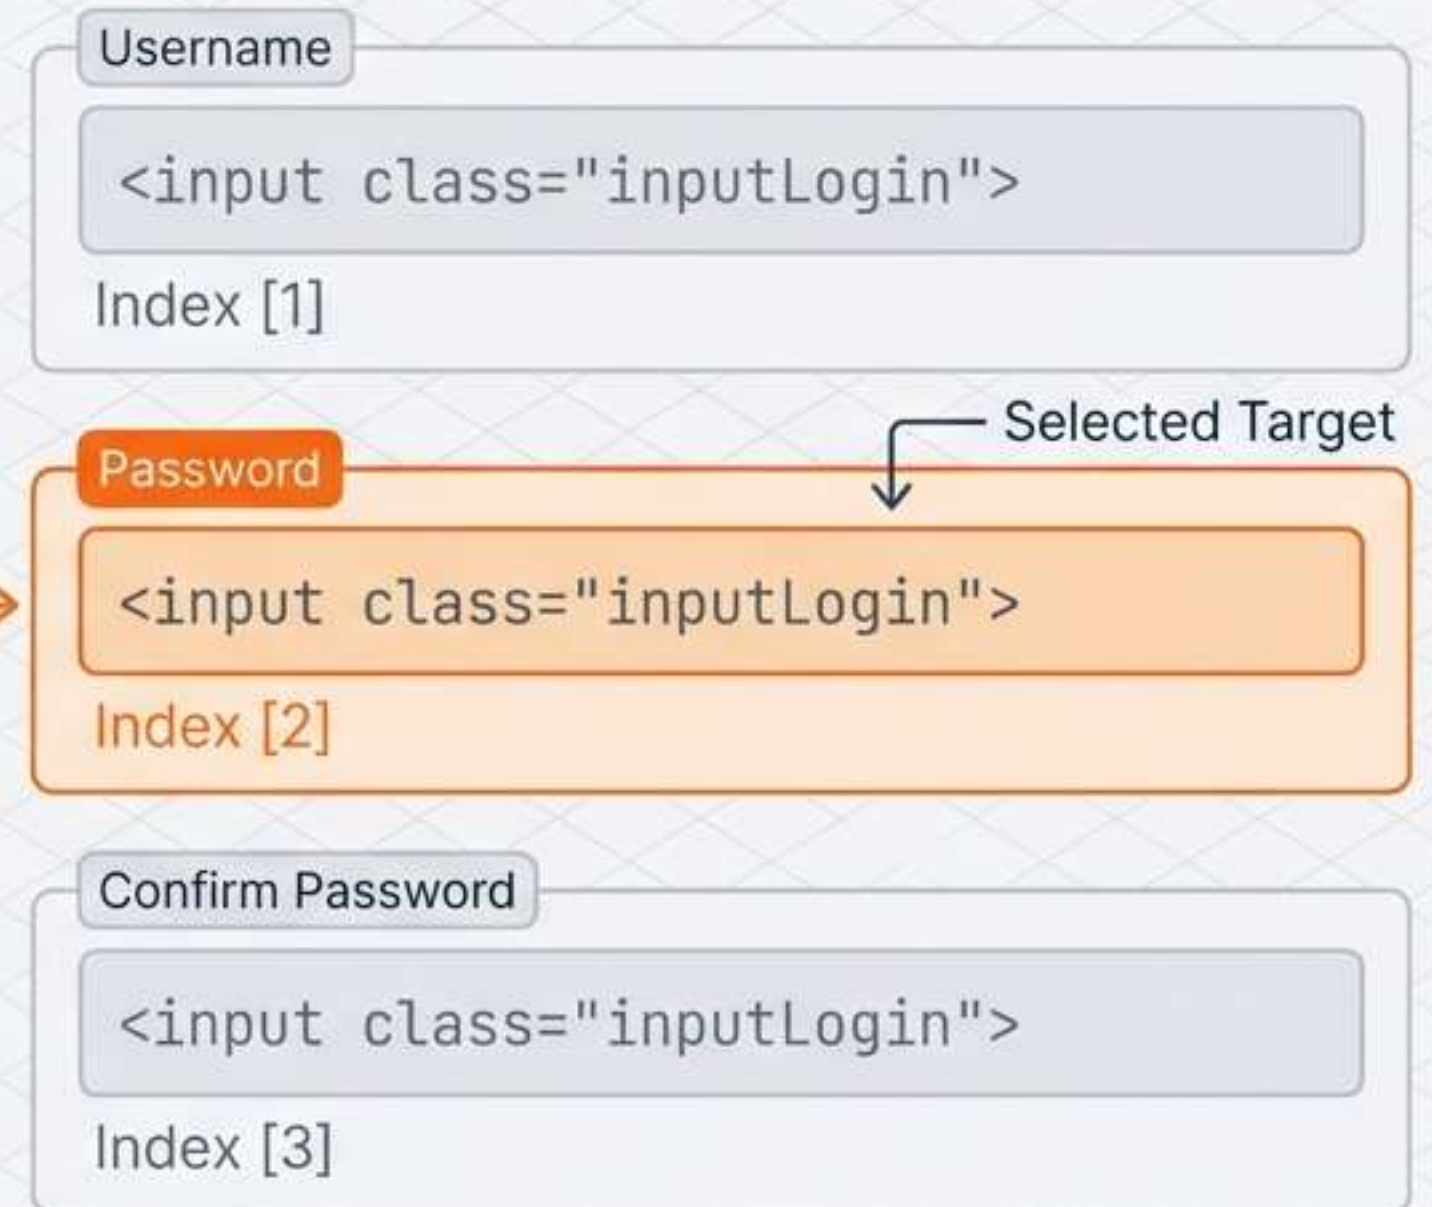 Username
<input class="inputLogin">
Index [1]
Selected Target
Password
<input class="inputLogin">
Index [2]
Confirm Password
<input class="inputLogin">
Index [3]